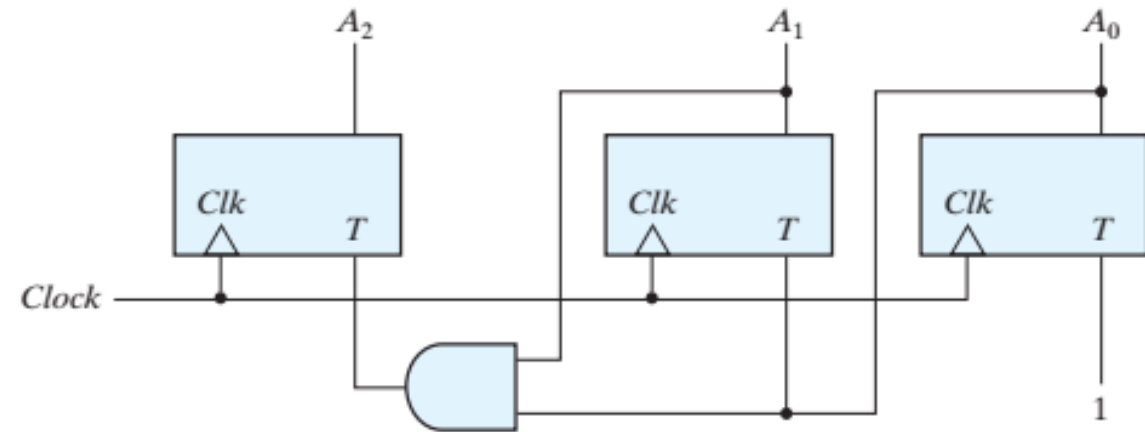 A₂ A₁ A₀
Clk Clk Clk
T T T
Clock
1